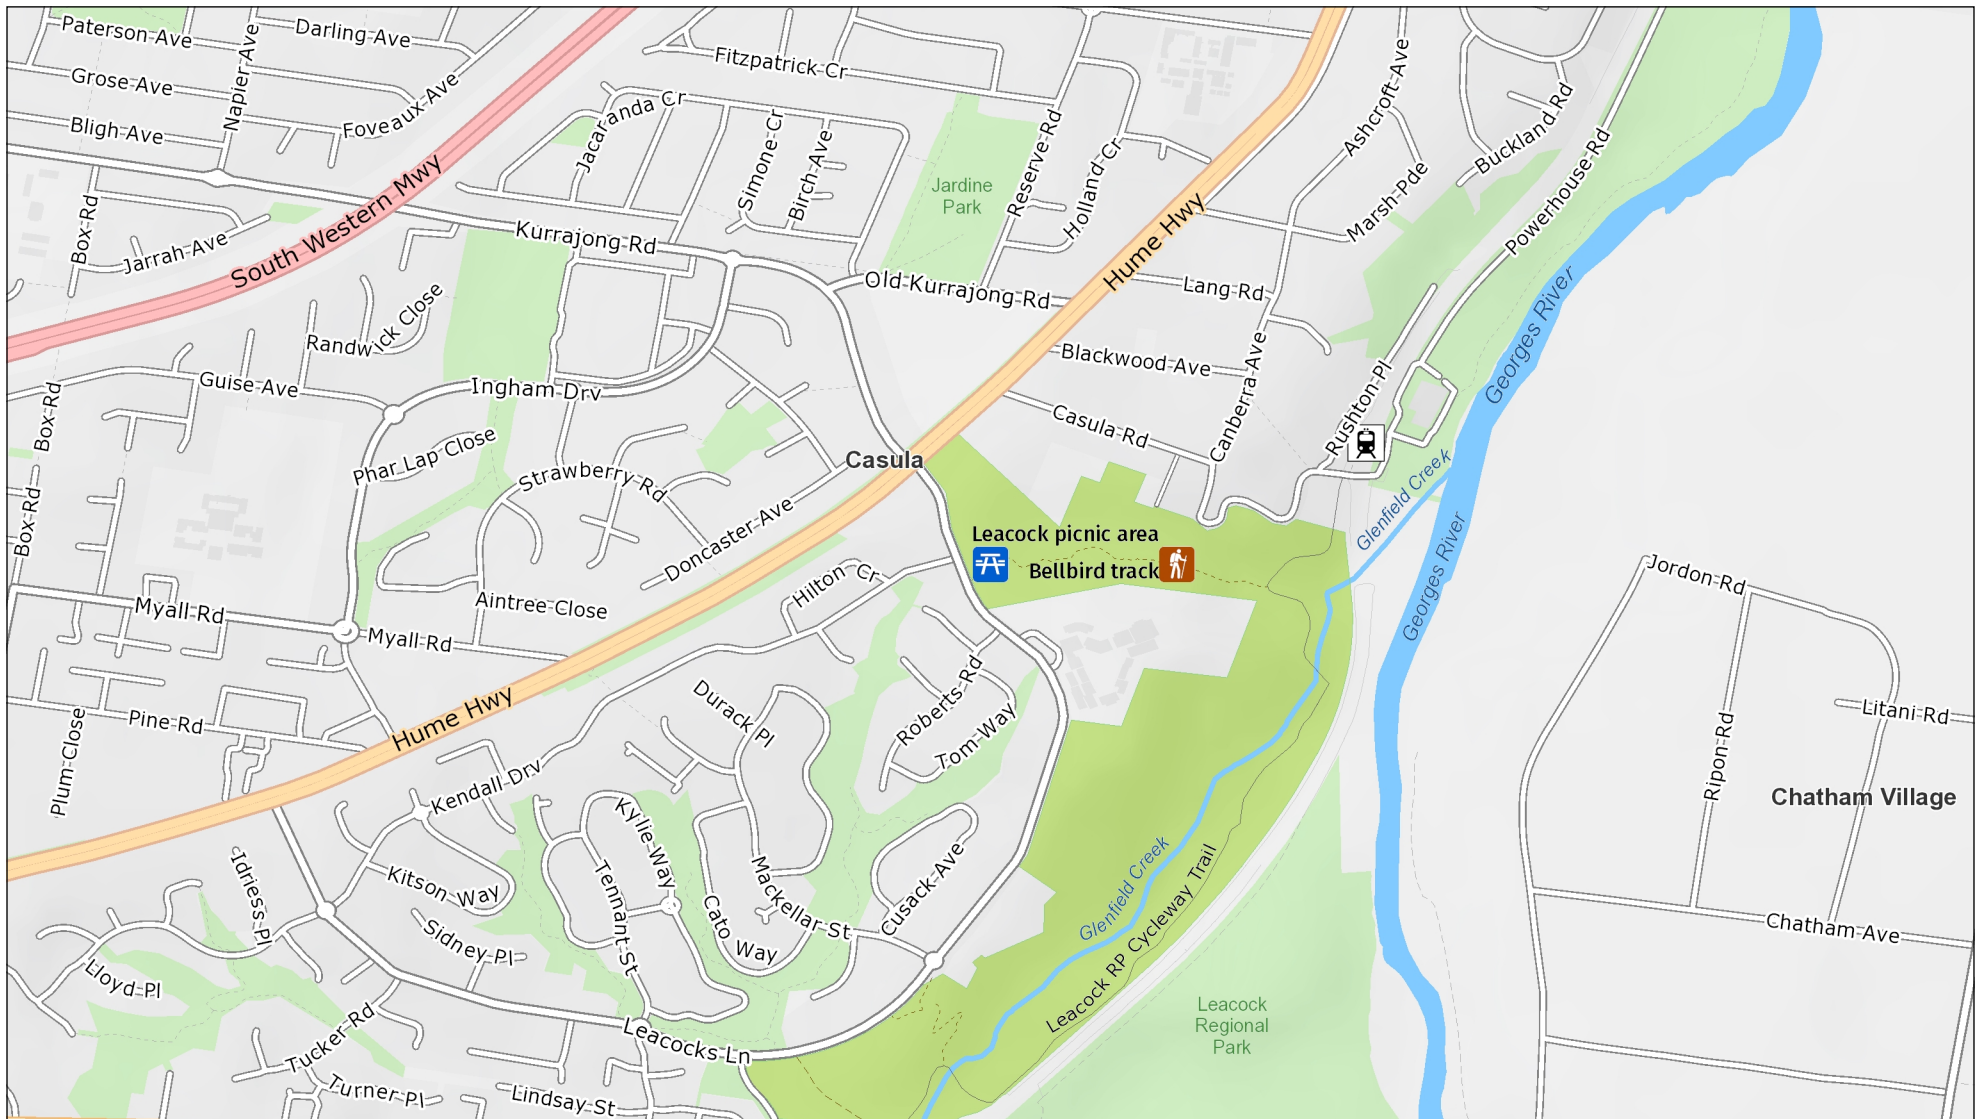 Paterson Ave
Darling Ave
Napier Ave
Grose Ave
Foveaux Ave
Bligh Ave
Fitzpatrick Cr
Jacaranda Cr
Simone Cr
Birch Ave
Jardine
Park
Reserve Rd
Holland Cr
Ashcroft Ave
Buckland Rd
Marsh Pde
Powerhouse Rd
Box Rd
Jarrah Ave
South Western Mwy
Kurrajong Rd
Old Kurrajong Rd
Hume Hwy
Lang Rd
Randwick Close
Blackwood Ave
Canberra Ave
Georges River
Guise Ave
Ingham Drv
Box Rd
Phar Lap Close
Casula Rd
Rushton Pl
Casula
Strawberry Rd
Box Rd
Doncaster Ave
Glenfield Creek
Georges River
Leacock picnic area
Bellbird track
Hilton Cr
Jordon Rd
Myall Rd
Aintree Close
Myall Rd
Roberts Rd
Durack Pl
Tom Way
Hume Hwy
Pine Rd
Plum Close
Litani Rd
Ripon Rd
Chatham Village
Kendall Drv
Kylie Way
Idriess Pl
Kitson Way
Tennant St
Mackellar St
Cusack Ave
Cato Way
Glenfield Creek
Leacock RP Cycleway Trail
Chatham Ave
Sidney Pl
Lloyd Pl
Leacock
Regional
Park
Tucker Rd
Leacocks Ln
Turner Pl
Lindsay St